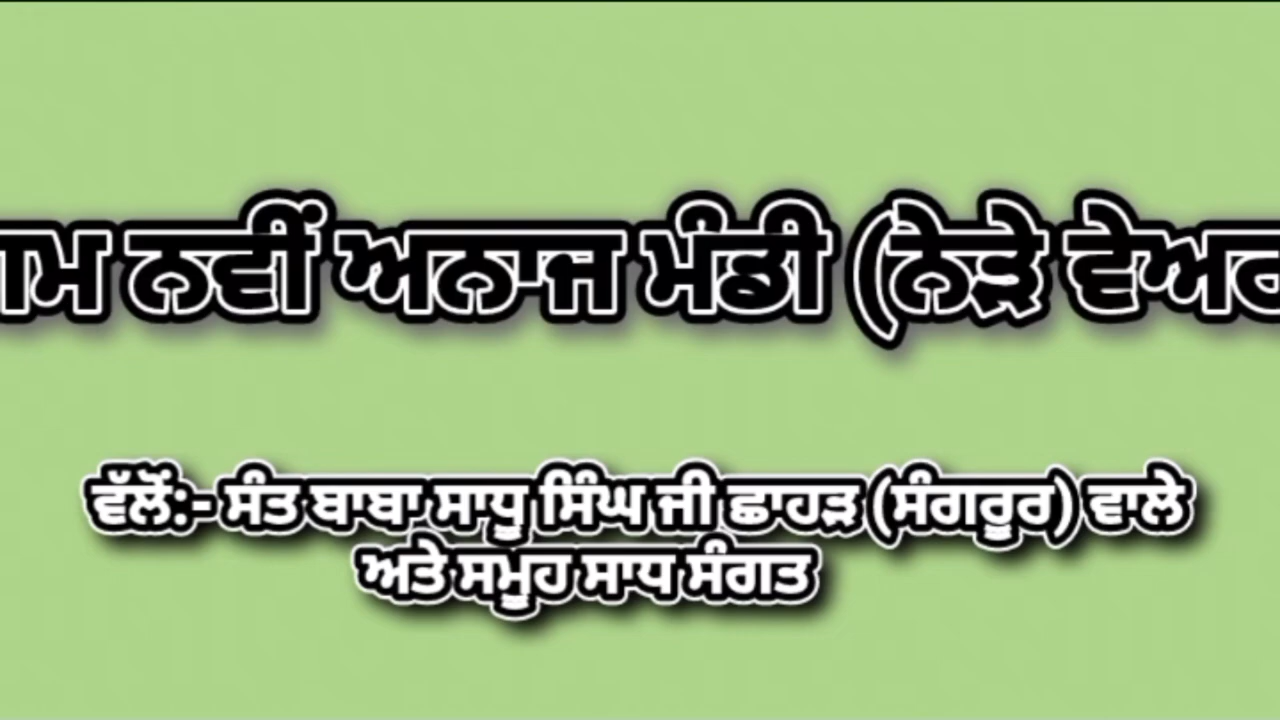 ਨਵੀਂ ਅਨਾਜ ਮੰਡੀ (ਨੇੜੇ
ਵੱਲੋਂ:- ਸੰਤ ਬਾਬਾ ਸਾਧੂ ਸਿੰਘ ਜੀ ਛਾਹੜ (ਸੰਗਰੂਰ) ਵਾਲੇ
ਅਤੇ ਸਮੂਹ ਸਾਧ ਸੰਗਤ